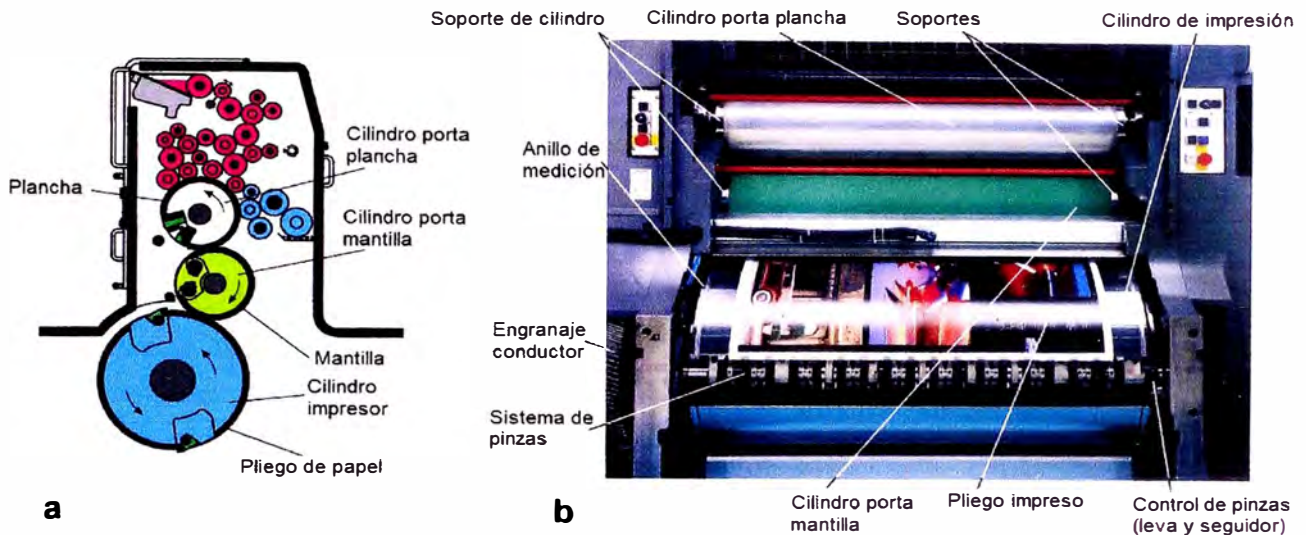 Soporte de cilindro
Cilindro porta plancha
Soportes
Cilindro de impresión
Cilindro porta
plancha
Plancha
Cilindro porta
mantilla
Mantilla
Cilindro
impresor
Pliego de papel
a
Anillo de
medición
Engranaje
conductor
Sistema de
pinzas
b
Cilindro porta
mantilla
Pliego impreso
Control de pinzas
(leva y seguidor)